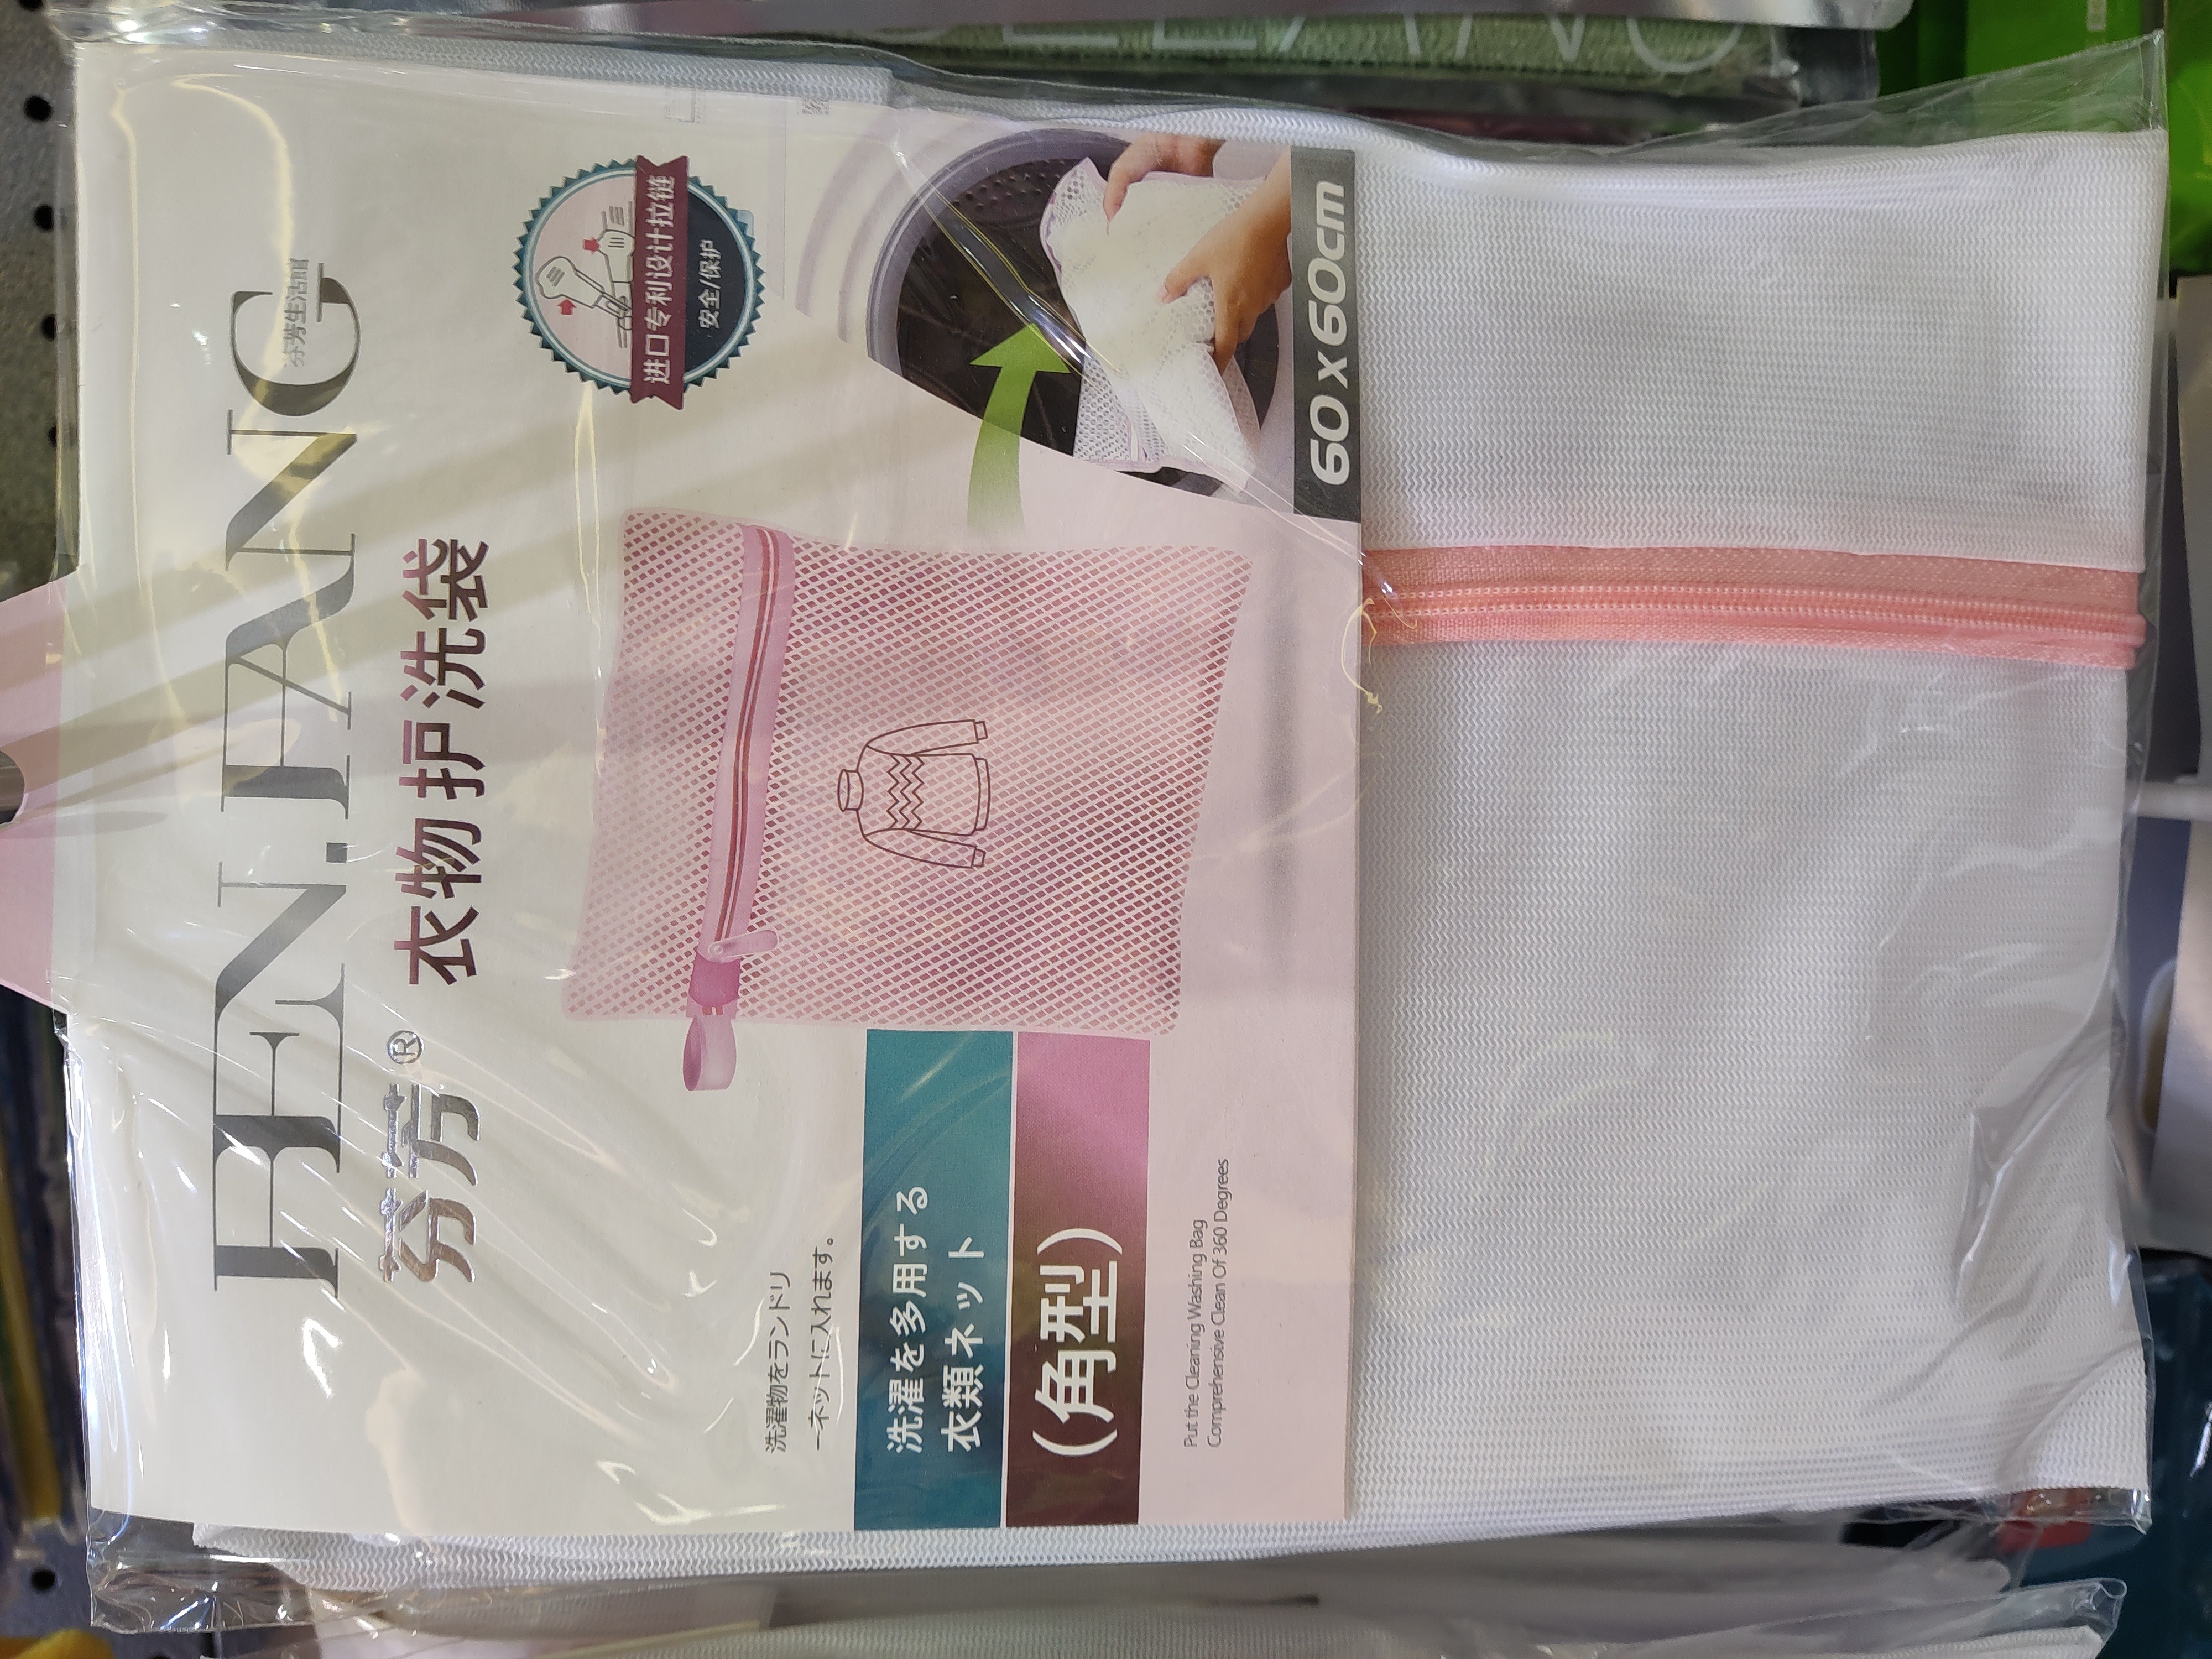 FEN.FANG
芬芳生活館
芬芳® 衣物护洗袋
进口专利设计拉链
安全/保护
洗濯物をランドリ
ーネットに入れます。
洗濯を多用する
衣類ネット
(角型)
Put the Cleaning Washing Bag
Comprehensive Clean Of 360 Degrees
60 x 60cm